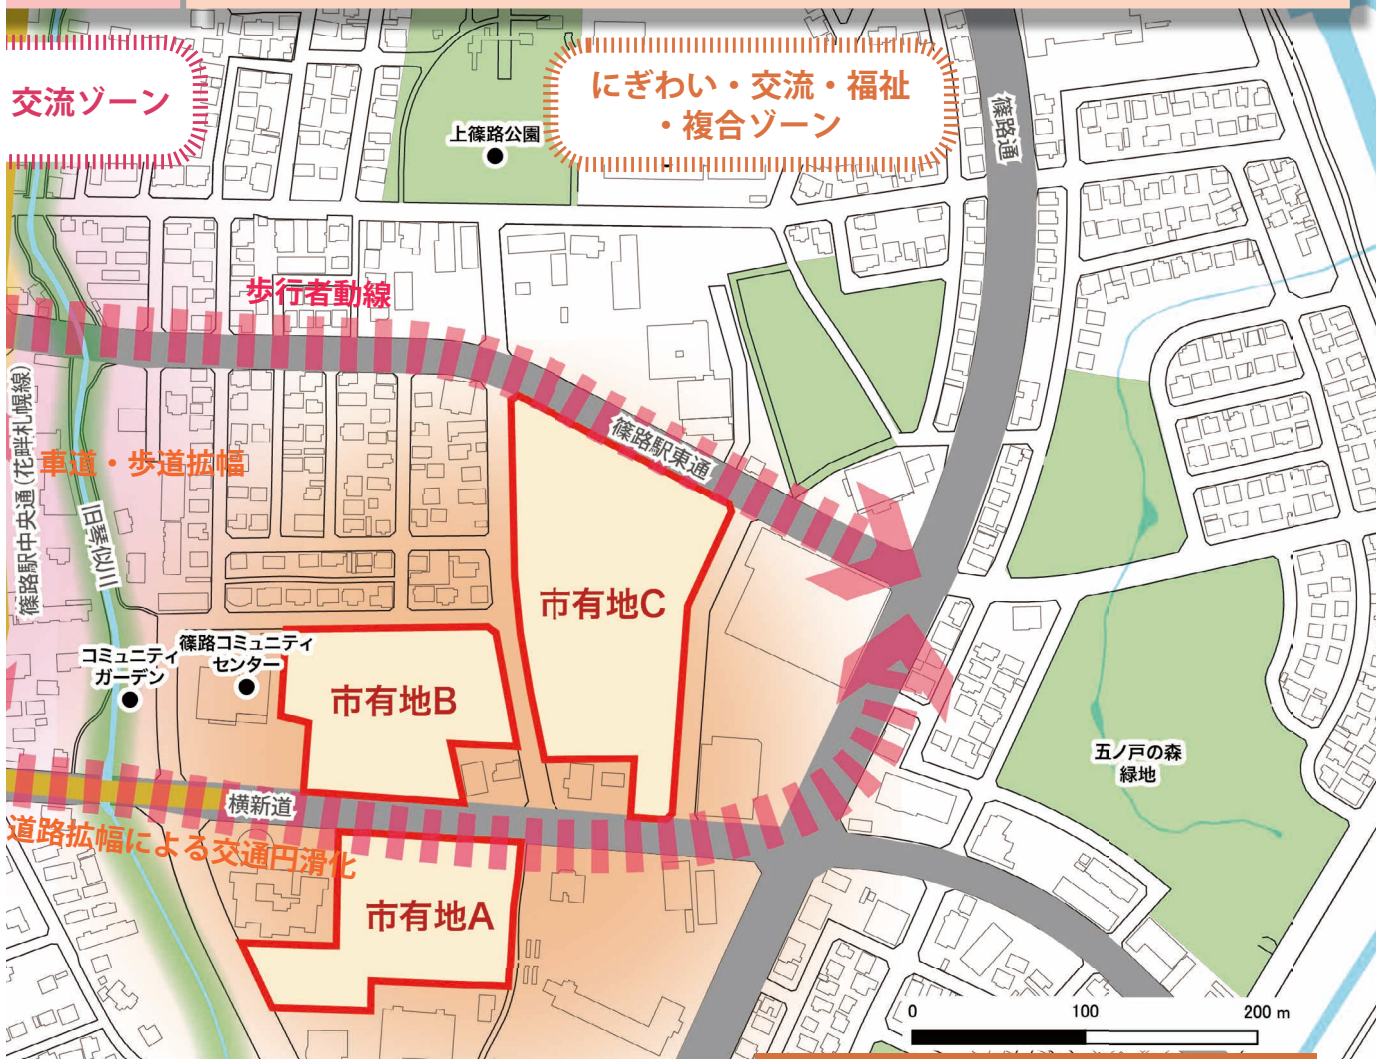 交流ゾーン
にぎわい・交流・福祉
・複合ゾーン
上篠路公園
篠路通
歩行者動線
篠路駅中央通(花畔札幌線)
車道・歩道拡幅
篠路駅東通
旧琴似川
市有地C
篠路コミュニティ
センター
コミュニティ
ガーデン
市有地B
五ノ戸の森
緑地
横新道
道路拡幅による交通円滑化
市有地A
0 100 200 m